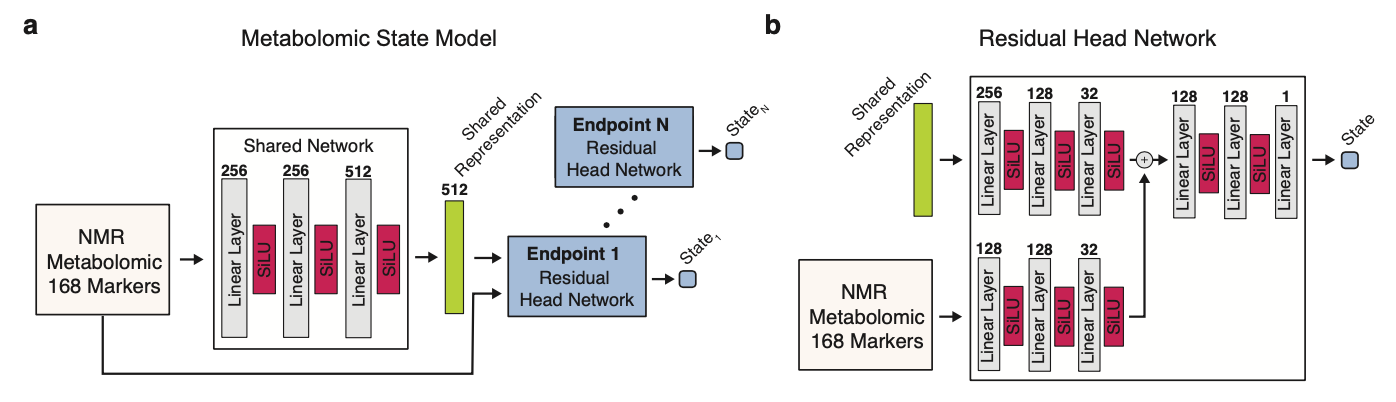 a
Metabolomic State Model
NMR
Metabolomic
168 Markers
Shared Network
256
256
512
Linear Layer
SiLU
Linear Layer
SiLU
Linear Layer
SiLU
Shared
Representation
512
Endpoint N
Residual
Head Network
State_N
Endpoint 1
Residual
Head Network
State_1
b
Residual Head Network
Shared
Representation
256
128
32
Linear Layer
SiLU
Linear Layer
SiLU
Linear Layer
SiLU
+
128
128
1
Linear Layer
SiLU
Linear Layer
SiLU
Linear Layer
State
NMR
Metabolomic
168 Markers
128
128
32
Linear Layer
SiLU
Linear Layer
SiLU
Linear Layer
SiLU